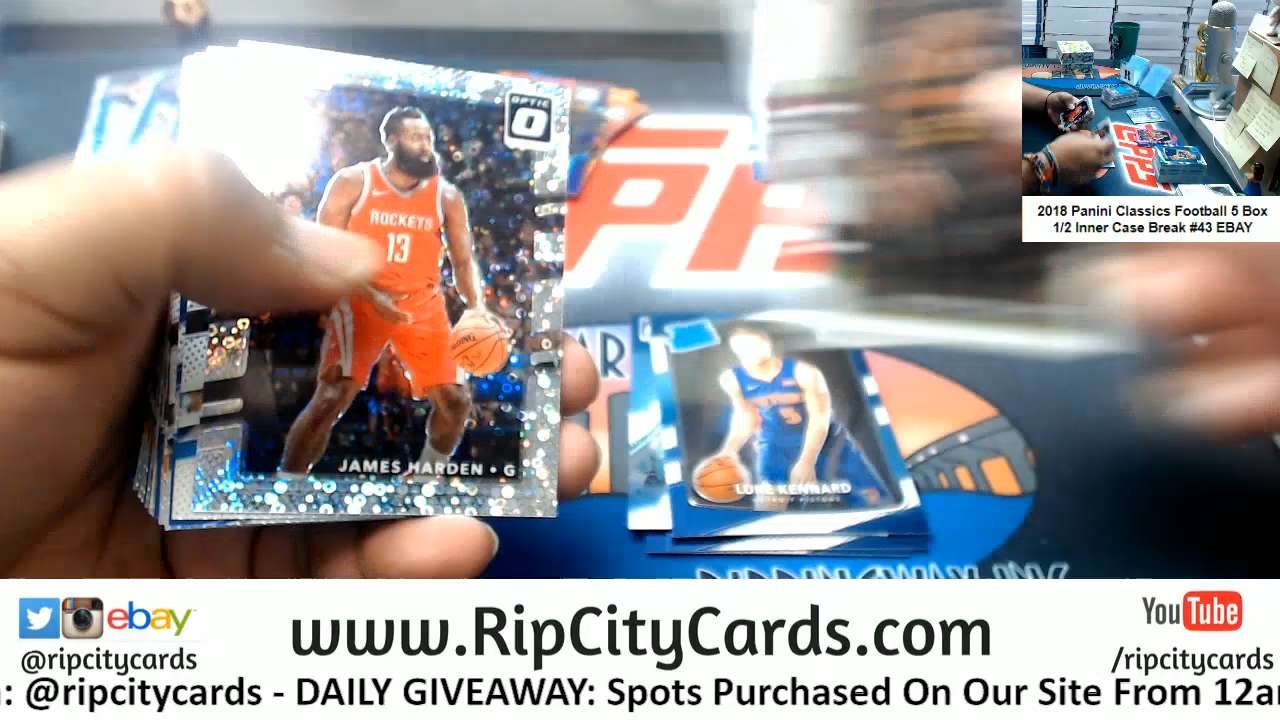 OPTIC
ROCKETS
13
JAMES HARDEN • G
5
LUKE KENNARD
DETROIT PISTONS
2018 Panini Classics Football 5 Box
1/2 Inner Case Break #43 EBAY
ebay
@ripcitycards
www.RipCityCards.com
YouTube
/ripcitycards
: @ripcitycards - DAILY GIVEAWAY: Spots Purchased On Our Site From 12a